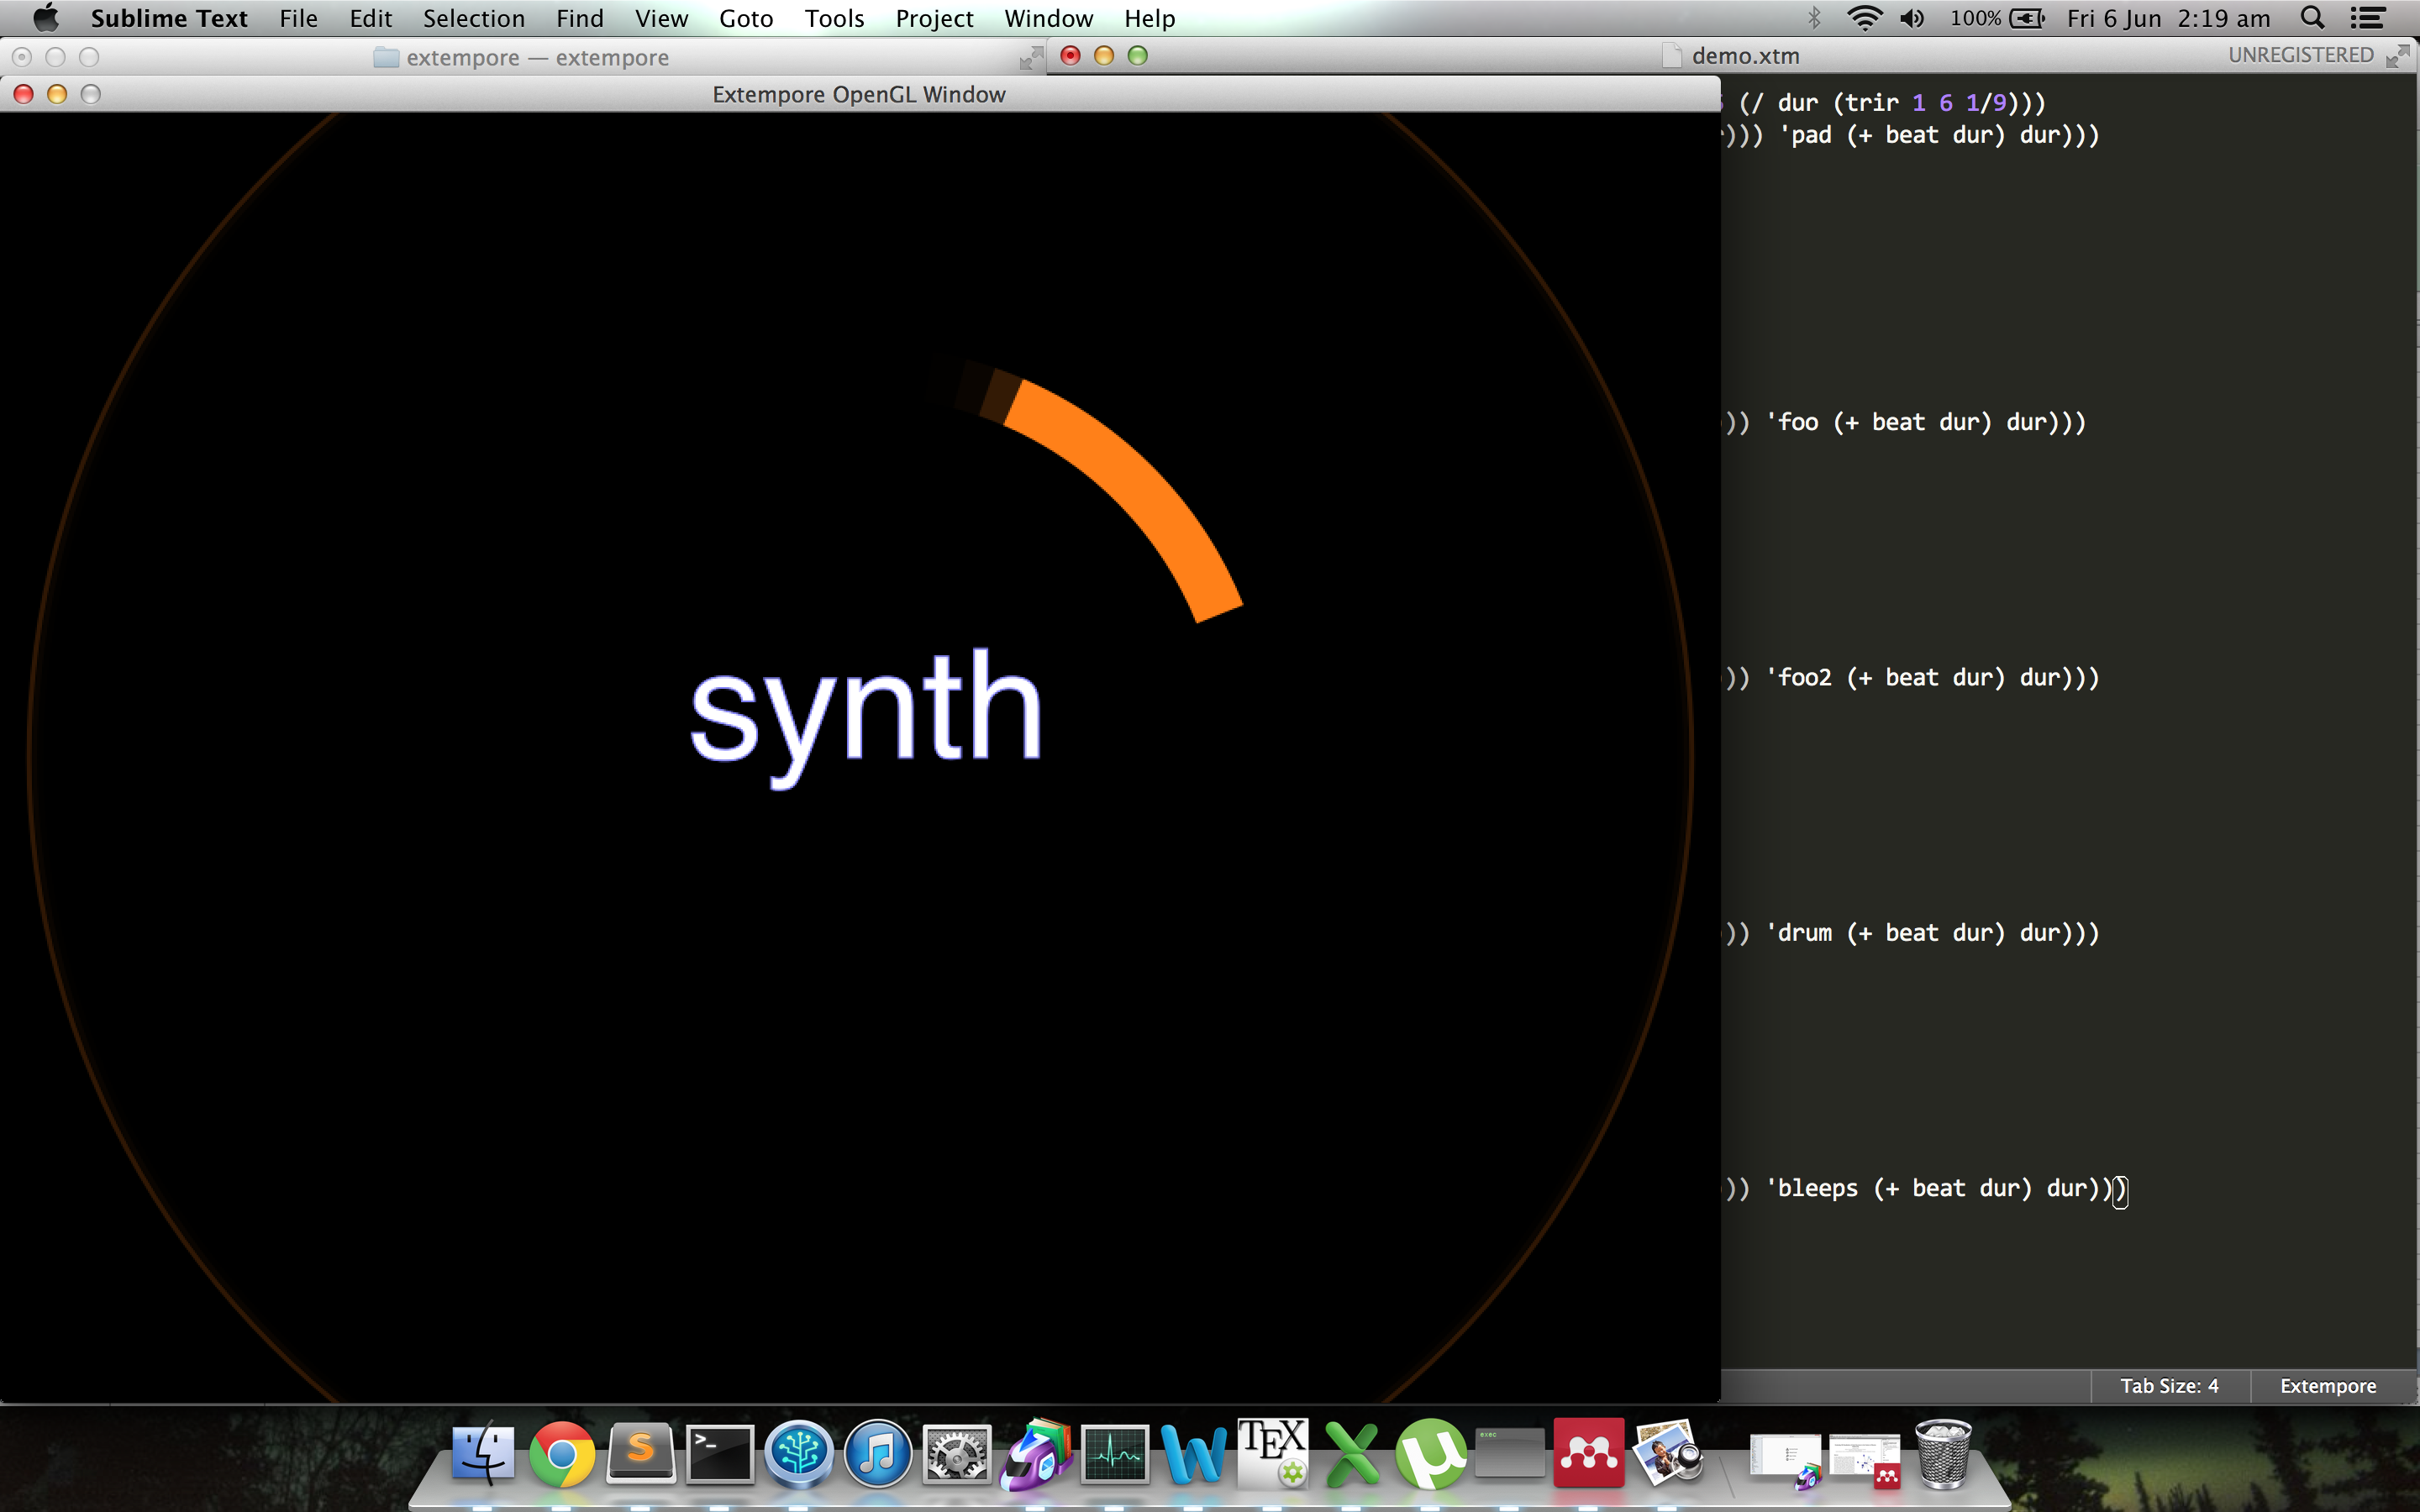 Sublime Text File Edit Selection Find View Goto Tools Project Window Help 100% Fri 6 Jun 2:19 am
extempore — extempore
demo.xtm UNREGISTERED
Extempore OpenGL Window
(/ dur (trir 1 6 1/9)))
))) 'pad (+ beat dur) dur)))
)) 'foo (+ beat dur) dur)))
)) 'foo2 (+ beat dur) dur)))
synth
)) 'drum (+ beat dur) dur)))
)) 'bleeps (+ beat dur) dur)))
Tab Size: 4 Extempore
S
>_
W
TEX
X
µ
exec